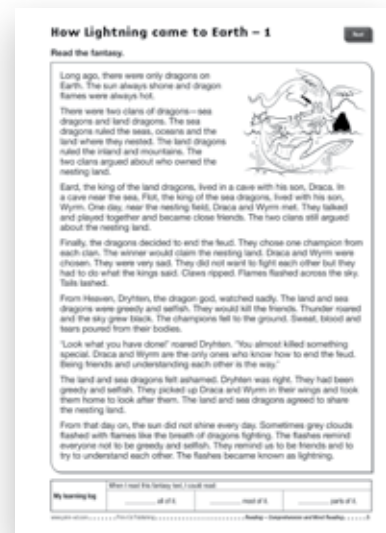 How Lightning came to Earth – 1
Text
Read the fantasy.
Long ago, there were only dragons on
Earth. The sun always shone and dragon
flames were always hot.
There were two clans of dragons—sea
dragons and land dragons. The sea
dragons ruled the seas, oceans and the
land where they nested. The land dragons
ruled the inland and mountains. The
two clans argued about who owned the
nesting land.
Eard, the king of the land dragons, lived in a cave with his son, Draca. In
a cave near the sea, Flot, the king of the sea dragons, lived with his son,
Wyrm. One day, near the nesting field, Draca and Wyrm met. They talked
and played together and became close friends. The two clans still argued
about the nesting land.
Finally, the dragons decided to end the feud. They chose one champion from
each clan. The winner would claim the nesting land. Draca and Wyrm were
chosen. They were very sad. They did not want to fight each other but they
had to do what the kings said. Claws ripped. Flames flashed across the sky.
Tails lashed.
From Heaven, Dryhten, the dragon god, watched sadly. The land and sea
dragons were greedy and selfish. They would kill the friends. Thunder roared
and the sky grew black. The champions fell to the ground. Sweat, blood and
tears poured from their bodies.
'Look what you have done!' roared Dryhten. 'You almost killed something
special. Draca and Wyrm are the only ones who know how to end the feud.
Being friends and understanding each other is the way.'
The land and sea dragons felt ashamed. Dryhten was right. They had been
greedy and selfish. They picked up Draca and Wyrm in their wings and took
them home to look after them. The land and sea dragons agreed to share
the nesting land.
From that day on, the sun did not shine every day. Sometimes grey clouds
flashed with flames like the breath of dragons fighting. The flashes remind
everyone not to be greedy and selfish. They remind us to be friends and to
try to understand each other. The flashes became known as lightning.
My learning log
When I read this fantasy text, I could read:
all of it.
most of it.
parts of it.
Prim-Ed Publishing
Reading – Comprehension and Word Reading